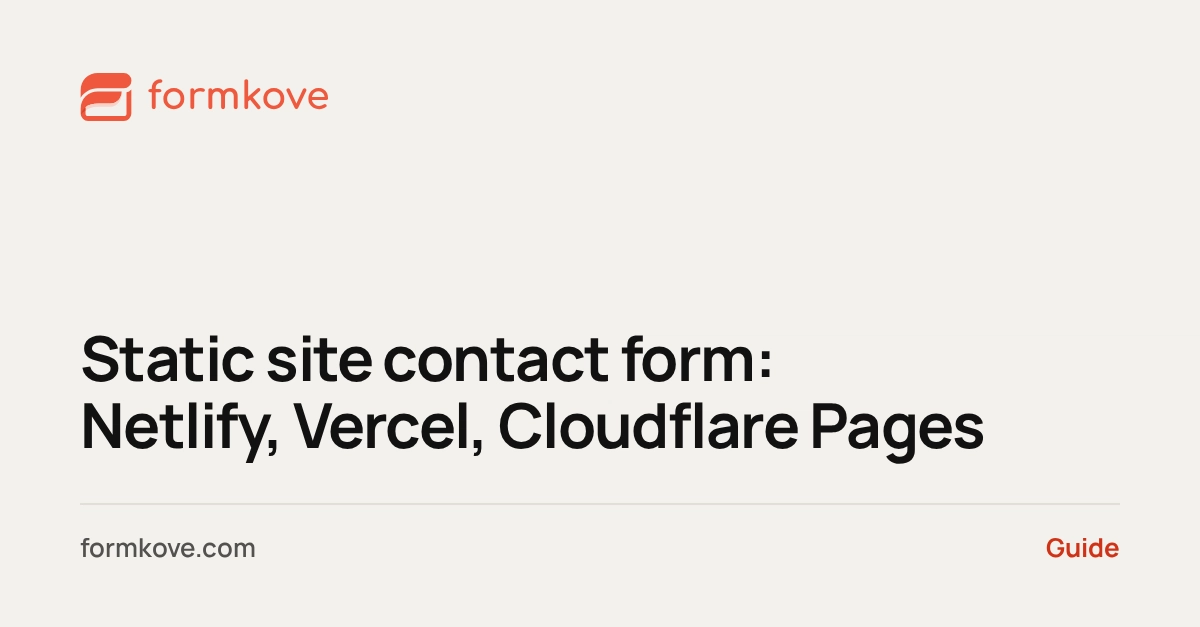 formkove
Static site contact form:
Netlify, Vercel, Cloudflare Pages
formkove.com
Guide